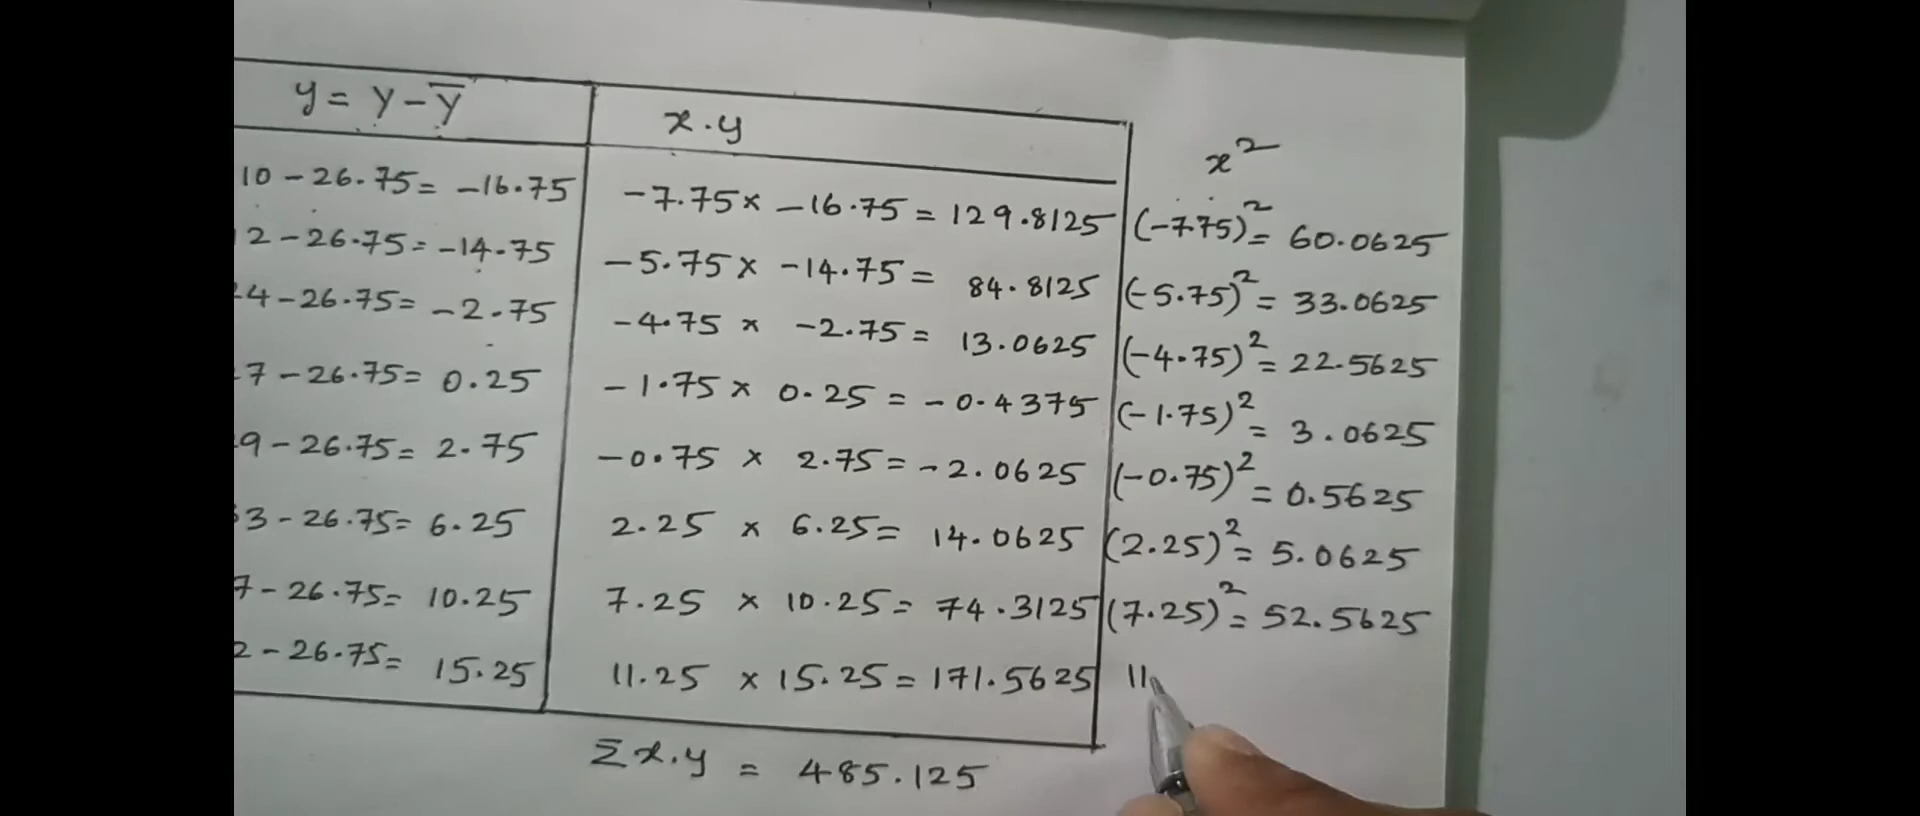 y = Y - Y̅ x.y x²
10 - 26.75 = -16.75 -7.75 × -16.75 = 129.8125 (-7.75)² = 60.0625
12 - 26.75 = -14.75 -5.75 × -14.75 = 84.8125 (-5.75)² = 33.0625
4 - 26.75 = -2.75 -4.75 × -2.75 = 13.0625 (-4.75)² = 22.5625
7 - 26.75 = 0.25 -1.75 × 0.25 = -0.4375 (-1.75)² = 3.0625
9 - 26.75 = 2.75 -0.75 × 2.75 = -2.0625 (-0.75)² = 0.5625
3 - 26.75 = 6.25 2.25 × 6.25 = 14.0625 (2.25)² = 5.0625
7 - 26.75 = 10.25 7.25 × 10.25 = 74.3125 (7.25)² = 52.5625
2 - 26.75 = 15.25 11.25 × 15.25 = 171.5625 11
Σx.y = 485.125